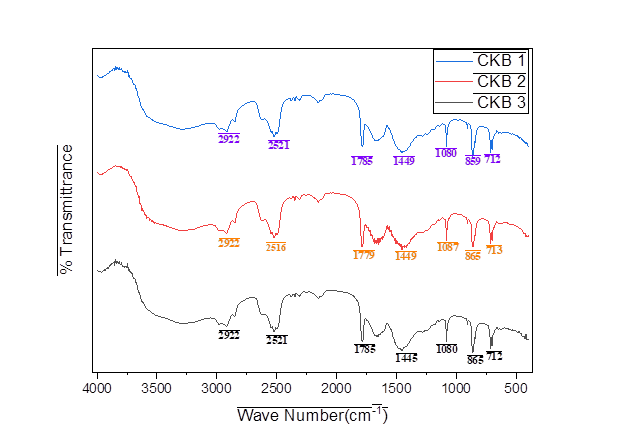 CKB 1
CKB 2
CKB 3
% Transmittrance
2922 2521 1785 1449 1080 859 712
2922 2516 1779 1449 1087 865 713
2922 2521 1785 1445 1080 865 712
4000 3500 3000 2500 2000 1500 1000 500
Wave Number(cm-1)